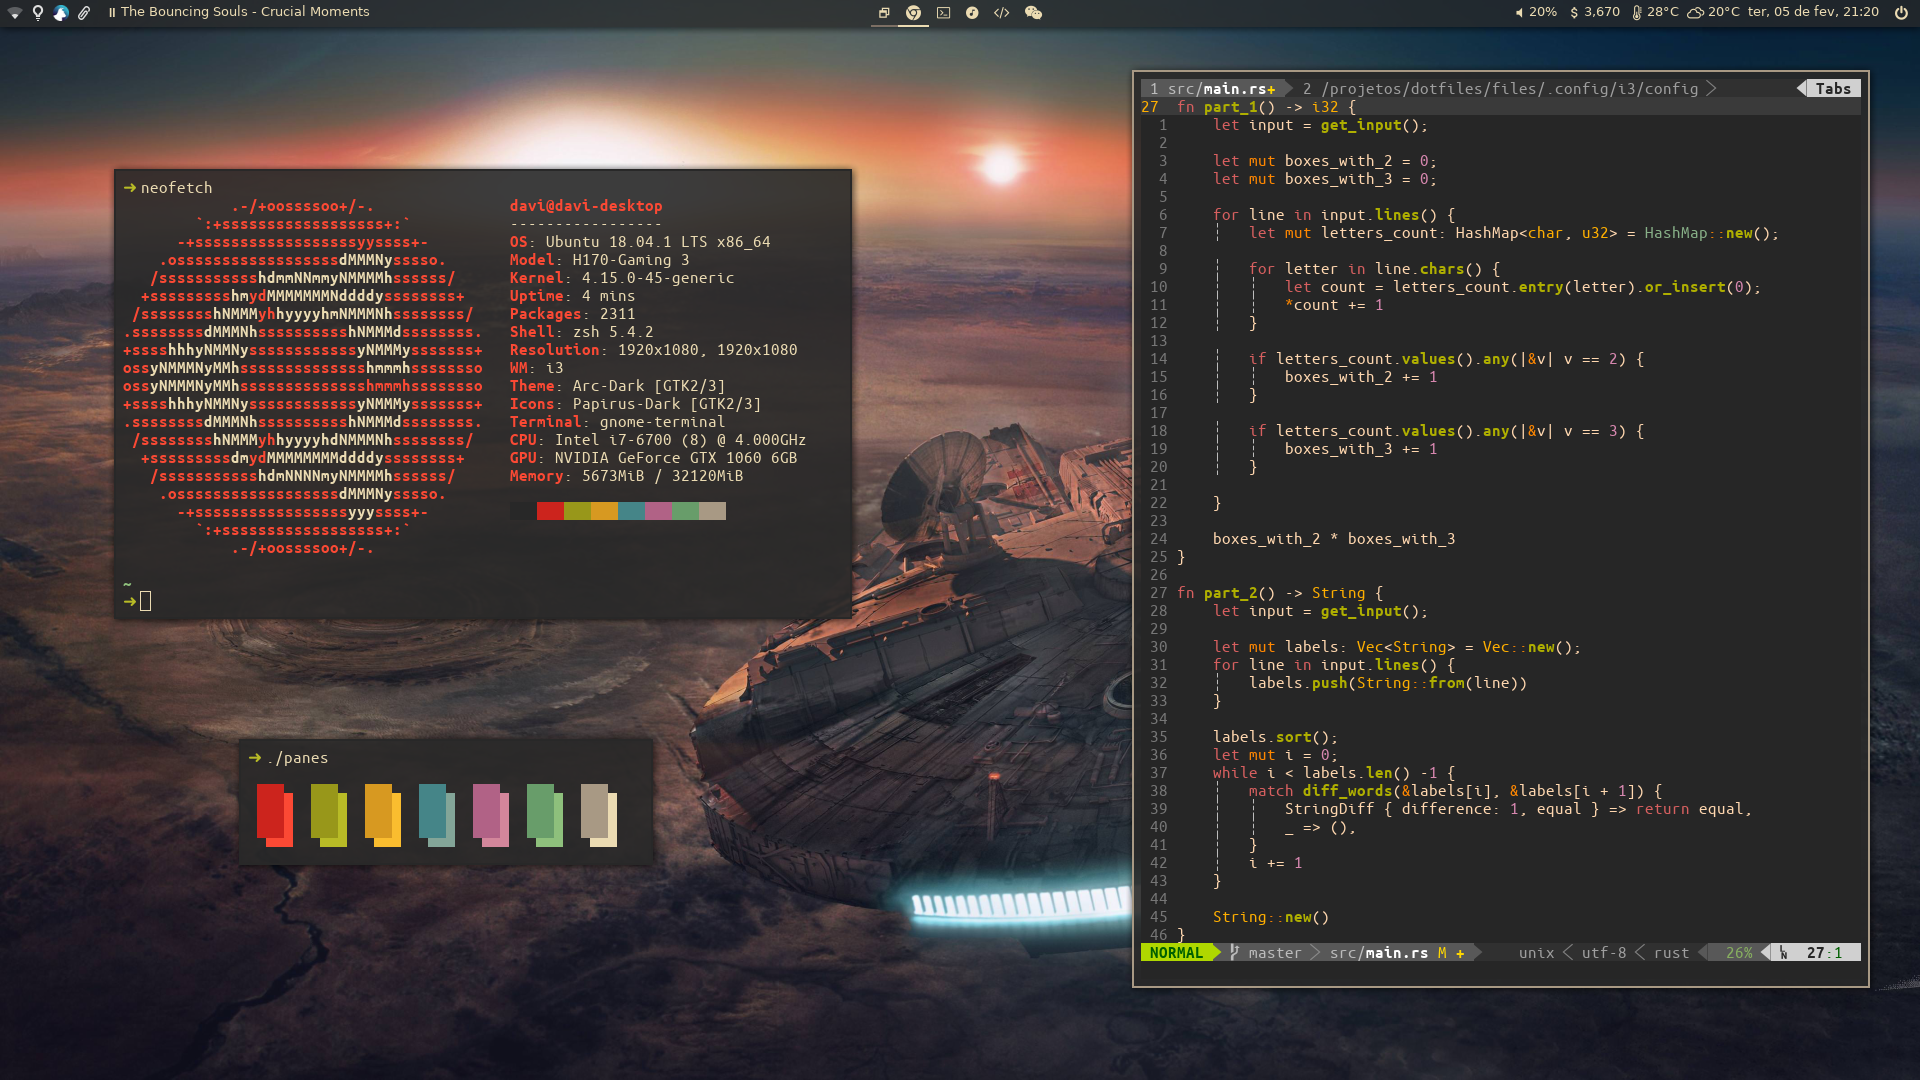 The Bouncing Souls - Crucial Moments
20% $ 3,670 28°C 20°C ter, 05 de fev, 21:20
➜ neofetch
.-/+oossssoo+/-.
`:+ssssssssssssssssss+:`
-+ssssssssssssssssssyyssss+-
.ossssssssssssssssssdMMMNysssso.
/ssssssssssshdmmNNmmyNMMMMhssssss/
+ssssssssshmydMMMMMMMNddddyssssssss+
/sssssssshNMMMyhhyyyyhmNMMMNhssssssss/
.ssssssssdMMMNhsssssssssshNMMMdssssssss.
+sssshhhyNMMNyssssssssssssyNMMMysssssss+
ossyNMMMNyMMhsssssssssssssshmmmhssssssso
ossyNMMMNyMMhsssssssssssssshmmmhssssssso
+sssshhhyNMMNyssssssssssssyNMMMysssssss+
.ssssssssdMMMNhsssssssssshNMMMdssssssss.
/sssssssshNMMMyhhyyyyhdNMMMNhssssssss/
+sssssssssdmydMMMMMMMMddddyssssssss+
/ssssssssssshdmNNNNmyNMMMMhssssss/
.ossssssssssssssssssdMMMNysssso.
-+sssssssssssssssssyyyssss+-
`:+ssssssssssssssssss+:`
.-/+oossssoo+/-.
davi@davi-desktop
-----------------
OS: Ubuntu 18.04.1 LTS x86_64
Model: H170-Gaming 3
Kernel: 4.15.0-45-generic
Uptime: 4 mins
Packages: 2311
Shell: zsh 5.4.2
Resolution: 1920x1080, 1920x1080
WM: i3
Theme: Arc-Dark [GTK2/3]
Icons: Papirus-Dark [GTK2/3]
Terminal: gnome-terminal
CPU: Intel i7-6700 (8) @ 4.000GHz
GPU: NVIDIA GeForce GTX 1060 6GB
Memory: 5673MiB / 32120MiB
~
➜
➜ ./panes
1 src/main.rs+ 2 /projetos/dotfiles/files/.config/i3/config Tabs
27 fn part_1() -> i32 {
1 let input = get_input();
2
3 let mut boxes_with_2 = 0;
4 let mut boxes_with_3 = 0;
5
6 for line in input.lines() {
7 let mut letters_count: HashMap<char, u32> = HashMap::new();
8
9 for letter in line.chars() {
10 let count = letters_count.entry(letter).or_insert(0);
11 *count += 1
12 }
13
14 if letters_count.values().any(|&v| v == 2) {
15 boxes_with_2 += 1
16 }
17
18 if letters_count.values().any(|&v| v == 3) {
19 boxes_with_3 += 1
20 }
21
22 }
23
24 boxes_with_2 * boxes_with_3
25 }
26
27 fn part_2() -> String {
28 let input = get_input();
29
30 let mut labels: Vec<String> = Vec::new();
31 for line in input.lines() {
32 labels.push(String::from(line))
33 }
34
35 labels.sort();
36 let mut i = 0;
37 while i < labels.len() -1 {
38 match diff_words(&labels[i], &labels[i + 1]) {
39 StringDiff { difference: 1, equal } => return equal,
40 _ => (),
41 }
42 i += 1
43 }
44
45 String::new()
46 }
NORMAL master src/main.rs M + unix utf-8 rust 26% LN 27:1